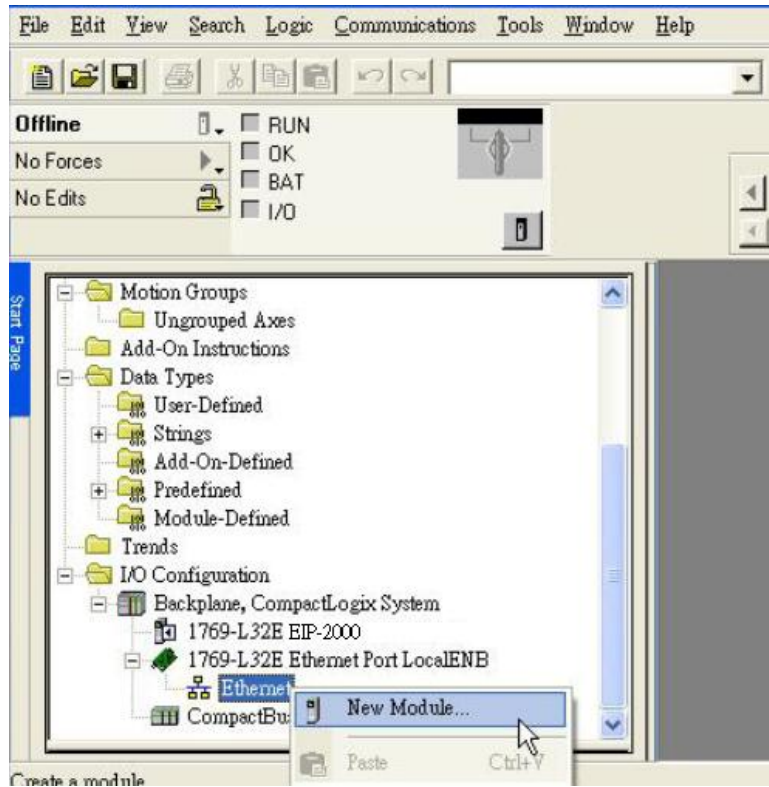 File Edit View Search Logic Communications Tools Window Help
Offline
RUN
No Forces
OK
BAT
No Edits
I/O
Start Page
Motion Groups
Ungrouped Axes
Add-On Instructions
Data Types
User-Defined
Strings
Add-On-Defined
Predefined
Module-Defined
Trends
I/O Configuration
Backplane, CompactLogix System
1769-L32E EIP-2000
1769-L32E Ethernet Port LocalENB
Ethernet
New Module...
CompactBu
Paste Ctrl+V
Create a module